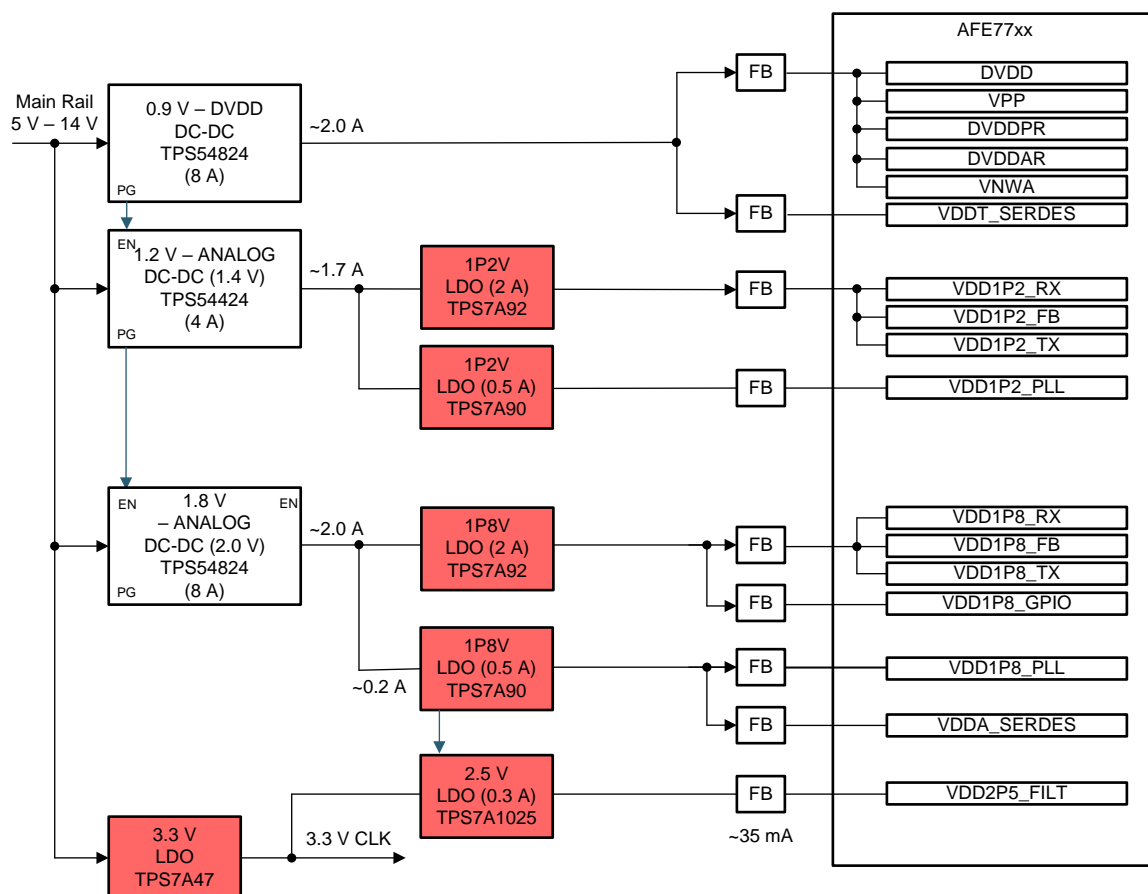 AFE77xx
Main Rail
5 V – 14 V
0.9 V – DVDD
DC-DC
TPS54824
(8 A)
PG
~2.0 A
FB
DVDD
VPP
DVDDPR
DVDDAR
VNWA
FB
VDDT_SERDES
EN
1.2 V – ANALOG
DC-DC (1.4 V)
TPS54424
(4 A)
PG
~1.7 A
1P2V
LDO (2 A)
TPS7A92
FB
VDD1P2_RX
VDD1P2_FB
VDD1P2_TX
1P2V
LDO (0.5 A)
TPS7A90
FB
VDD1P2_PLL
EN
EN
1.8 V
– ANALOG
DC-DC (2.0 V)
TPS54824
(8 A)
PG
~2.0 A
1P8V
LDO (2 A)
TPS7A92
FB
VDD1P8_RX
VDD1P8_FB
VDD1P8_TX
FB
VDD1P8_GPIO
~0.2 A
1P8V
LDO (0.5 A)
TPS7A90
FB
VDD1P8_PLL
FB
VDDA_SERDES
2.5 V
LDO (0.3 A)
TPS7A1025
FB
VDD2P5_FILT
~35 mA
3.3 V
LDO
TPS7A47
3.3 V CLK